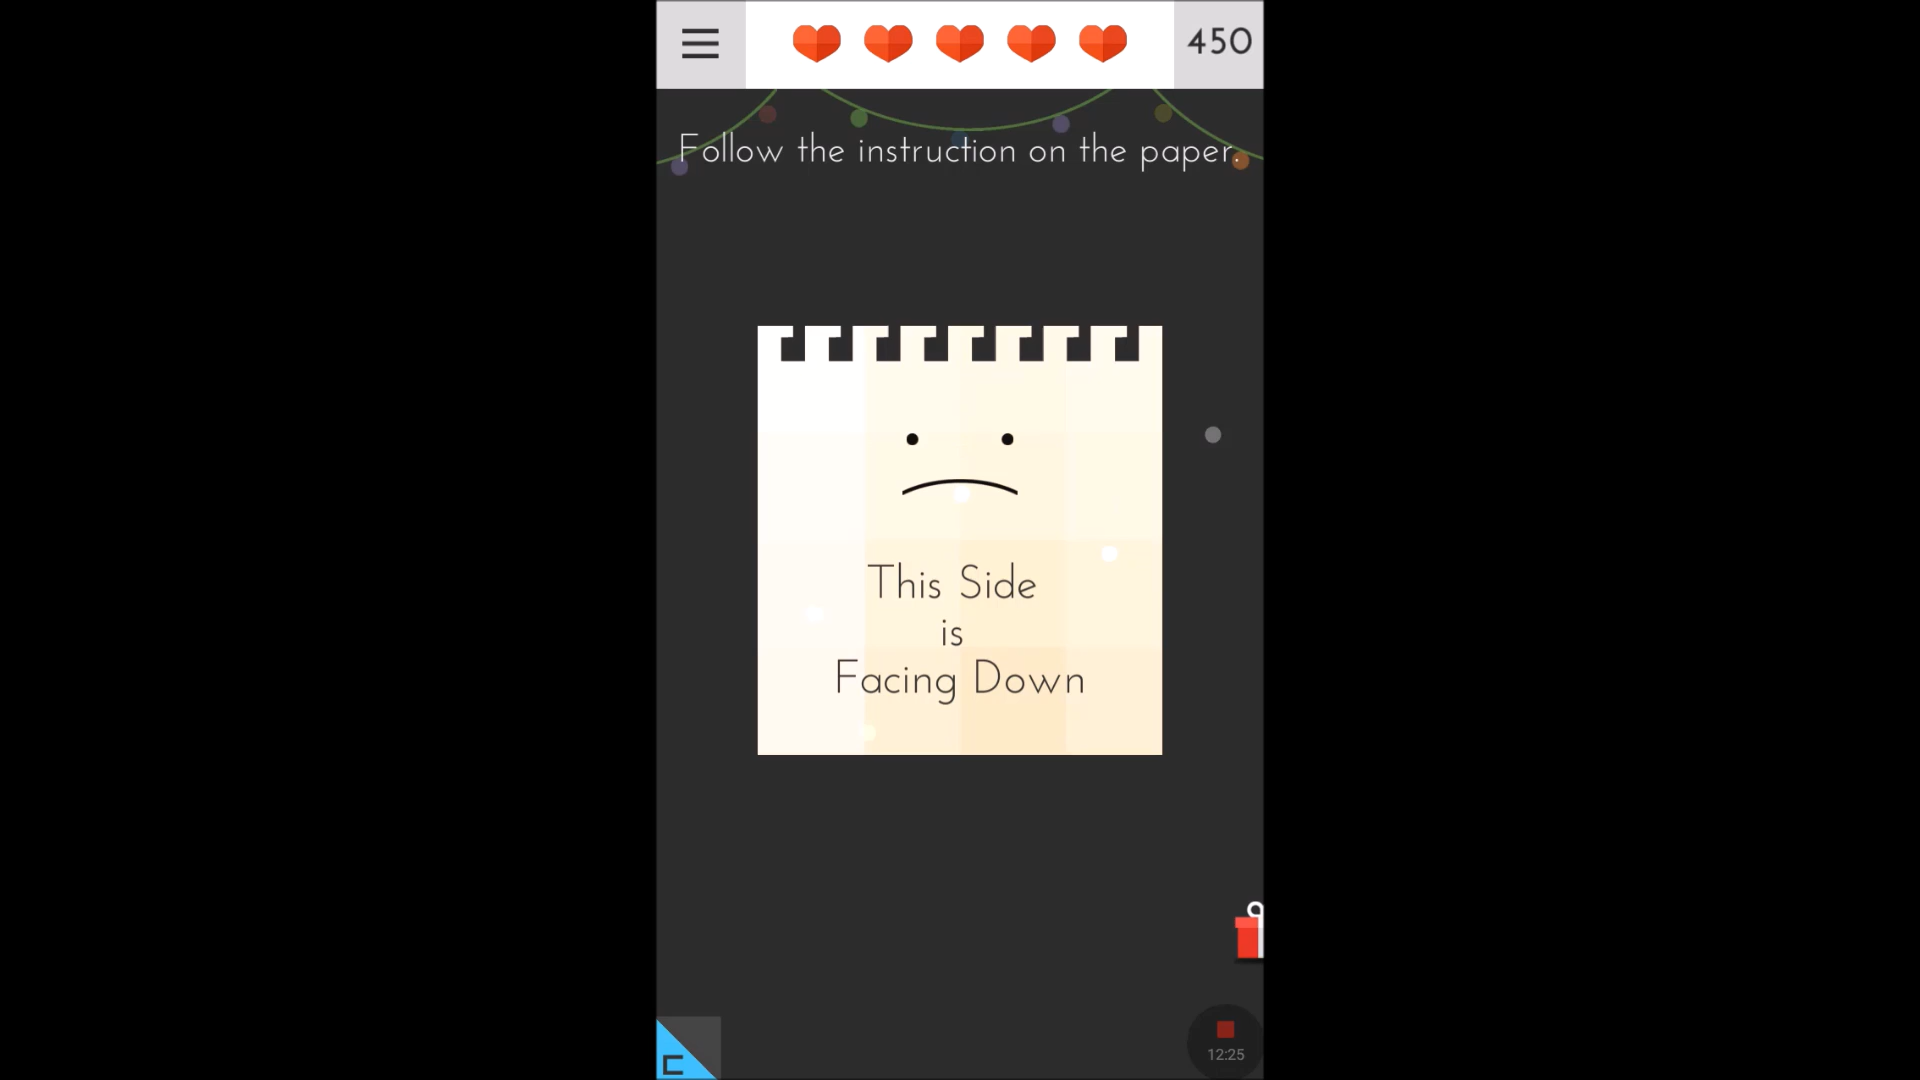 450
Follow the instruction on the paper.
This Side
is
Facing Down
12:25